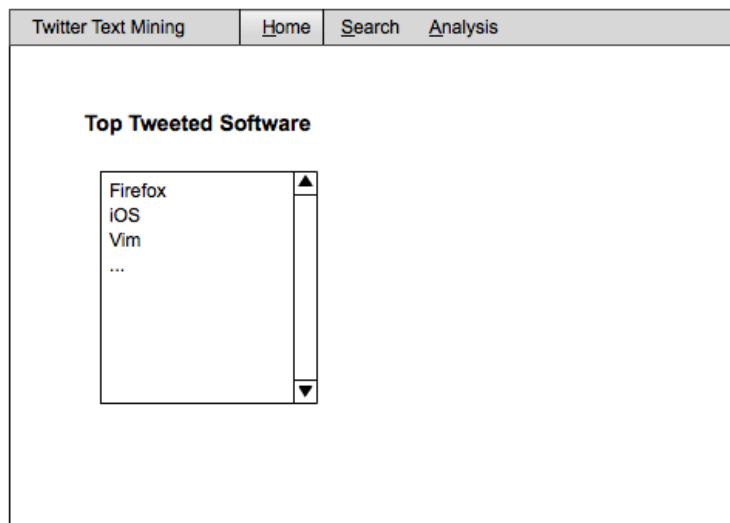 Twitter Text Mining Home Search Analysis
Top Tweeted Software
Firefox
iOS
Vim
...